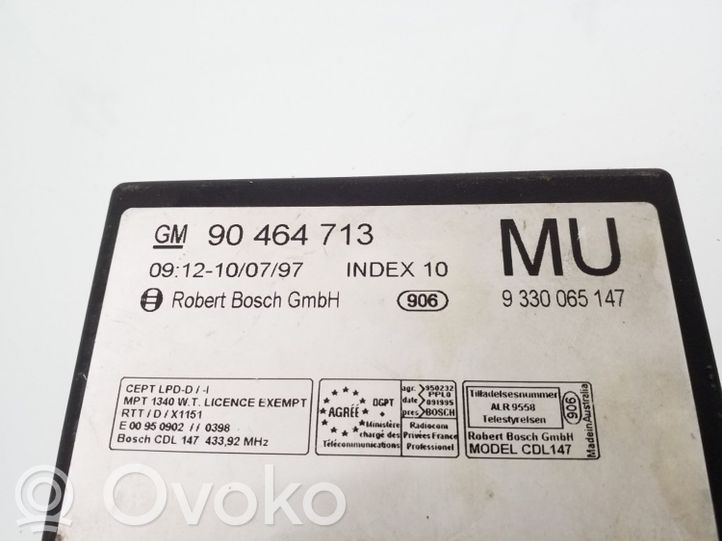 GM 90 464 713
MU
09:12-10/07/97 INDEX 10
Robert Bosch GmbH 906 9 330 065 147
CEPT LPD-D / -I
MPT 1340 W.T. LICENCE EXEMPT
RTT / D / X1151
E 00 95 0902 // 0398
Bosch CDL 147 433,92 MHz
AGRÉÉ
DGPT
Ministère
chargé des
Télécommunications
agr. 950232
PPL0
date 091995
pres BOSCH
Radiocom
Privées France
Professionel
Tilladelsesnummer
ALR 9558
Telestyrelsen
Robert Bosch GmbH
MODEL CDL147
906
Made in Australia
Ovoko
Ovoko
Ovoko